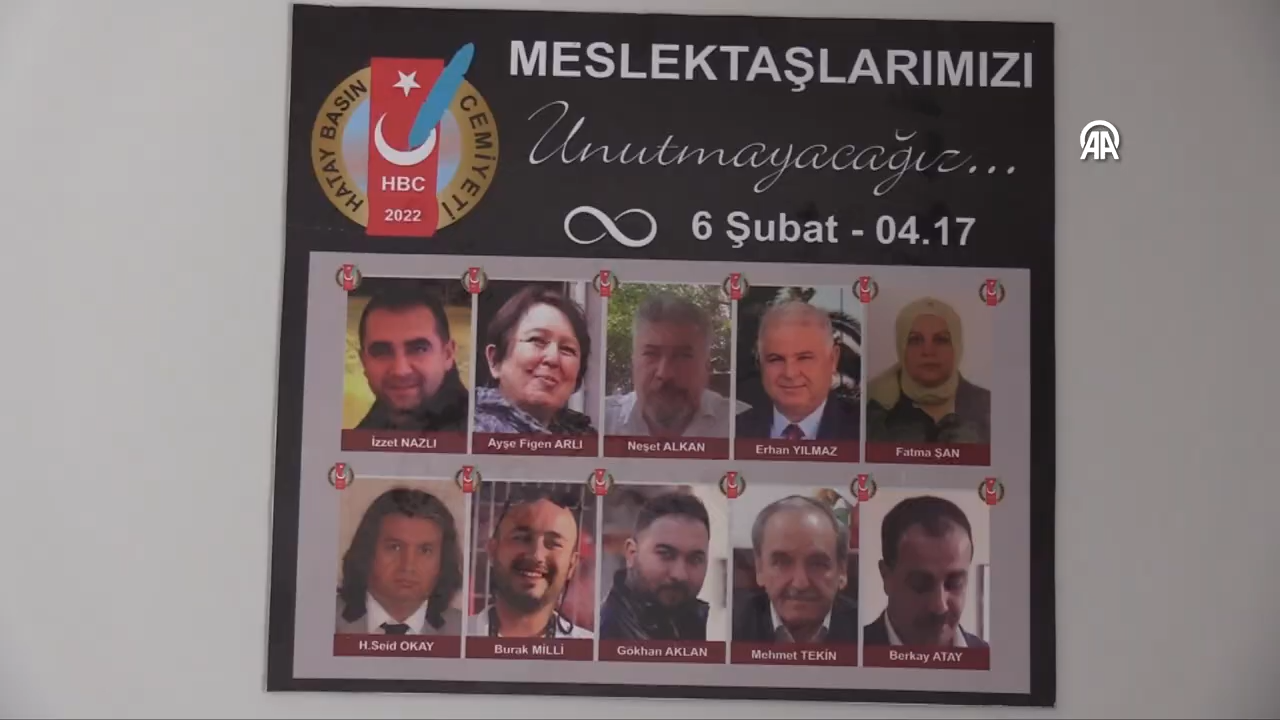 HATAY BASIN CEMİYETİ
HBC
2022
MESLEKTAŞLARIMIZI
Unutmayacağız...
6 Şubat - 04.17
AA
İzzet NAZLI
Ayşe Figen ARLI
Neşet ALKAN
Erhan YILMAZ
Fatma ŞAN
H.Seid OKAY
Burak MİLLİ
Gökhan AKLAN
Mehmet TEKİN
Berkay ATAY